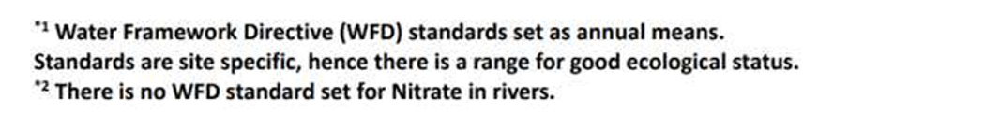 *1 Water Framework Directive (WFD) standards set as annual means.
Standards are site specific, hence there is a range for good ecological status.
*2 There is no WFD standard set for Nitrate in rivers.